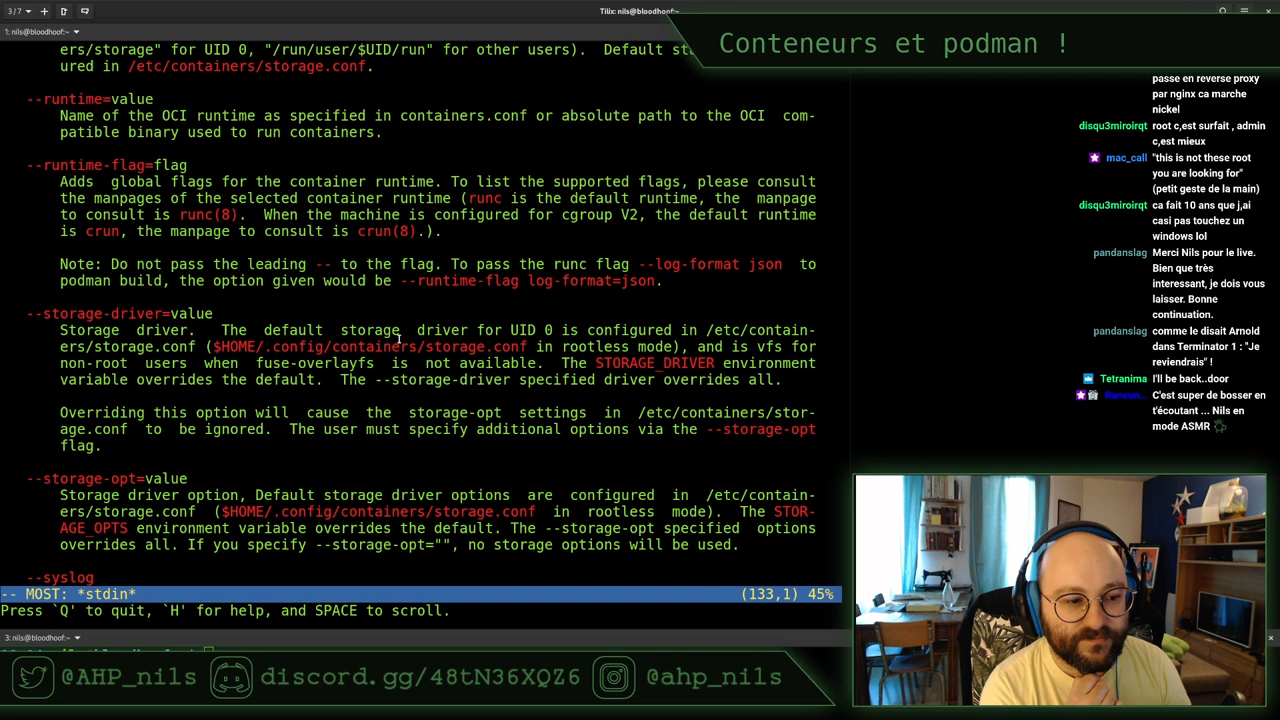 3 / 7
Tilix: nils@bloodhoof:~
1: nils@bloodhoof:~
Conteneurs et podman !
ers/storage" for UID 0, "/run/user/$UID/run" for other users).  Default
ured in /etc/containers/storage.conf.
--runtime=value
Name of the OCI runtime as specified in containers.conf or absolute path to the OCI  com-
patible binary used to run containers.
--runtime-flag=flag
Adds  global flags for the container runtime. To list the supported flags, please consult
the manpages of the selected container runtime (runc is the default runtime, the  manpage
to consult is runc(8).  When the machine is configured for cgroup V2, the default runtime
is crun, the manpage to consult is crun(8).).
Note: Do not pass the leading -- to the flag. To pass the runc flag --log-format json  to
podman build, the option given would be --runtime-flag log-format=json.
--storage-driver=value
Storage  driver.   The  default  storage  driver for UID 0 is configured in /etc/contain-
ers/storage.conf ($HOME/.config/containers/storage.conf in rootless mode), and is vfs for
non-root  users  when  fuse-overlayfs  is  not available.  The STORAGE_DRIVER environment
variable overrides the default.  The --storage-driver specified driver overrides all.
Overriding this option will  cause  the  storage-opt  settings  in  /etc/containers/stor-
age.conf  to  be ignored.  The user must specify additional options via the --storage-opt
flag.
--storage-opt=value
Storage driver option, Default storage driver options  are  configured  in  /etc/contain-
ers/storage.conf  ($HOME/.config/containers/storage.conf  in  rootless  mode).  The STOR-
AGE_OPTS environment variable overrides the default. The --storage-opt specified  options
overrides all. If you specify --storage-opt="", no storage options will be used.
--syslog
-- MOST: *stdin* (133,1) 45%
Press `Q' to quit, `H' for help, and SPACE to scroll.
3: nils@bloodhoof:~
passe en reverse proxy
par nginx ca marche
nickel
disqu3miroirqt root c,est surfait , admin
c,est mieux
mac_call "this is not these root
you are looking for"
(petit geste de la main)
disqu3miroirqt ca fait 10 ans que j,ai
casi pas touchez un
windows lol
pandanslag Merci Nils pour le live.
Bien que très
interessant, je dois vous
laisser. Bonne
continuation.
pandanslag comme le disait Arnold
dans Terminator 1 : "Je
reviendrais" !
Tetranima I'll be back..door
C'est super de bosser en
t'écoutant ... Nils en
mode ASMR
@AHP_nils discord.gg/48tN36XQZ6 @ahp_nils